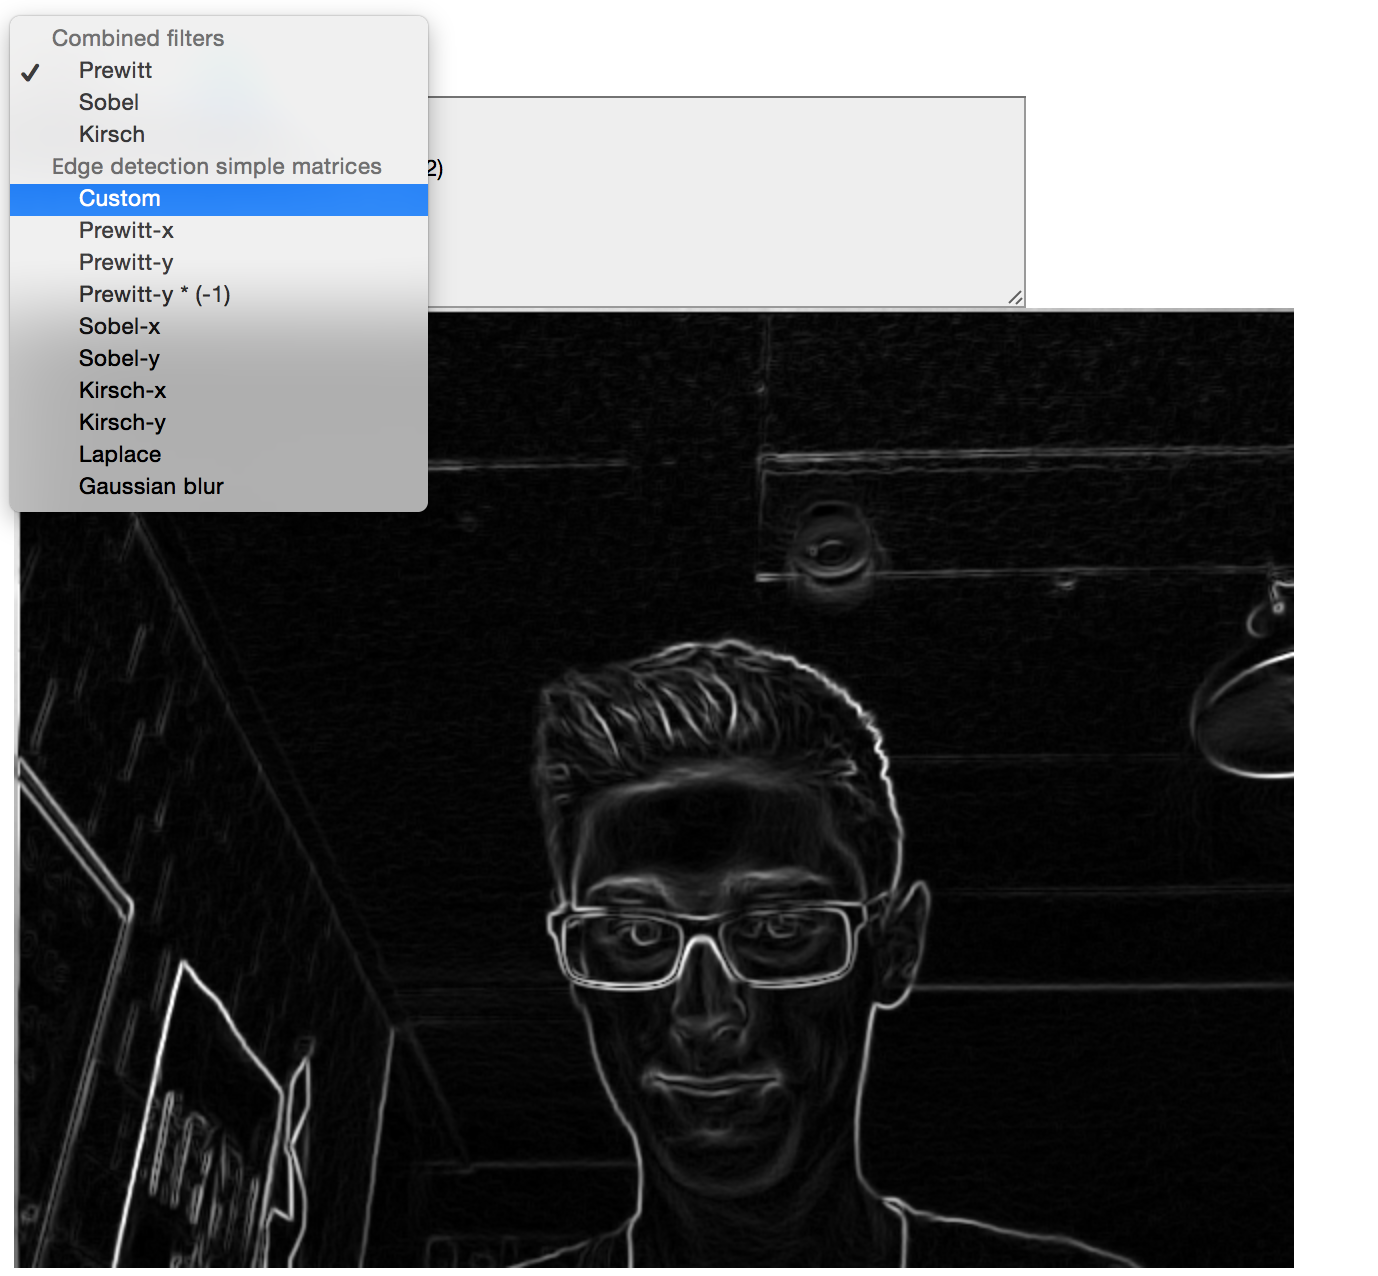 Combined filters
✓ Prewitt
Sobel
Kirsch
Edge detection simple matrices
2)
Custom
Prewitt-x
Prewitt-y
Prewitt-y * (-1)
Sobel-x
Sobel-y
Kirsch-x
Kirsch-y
Laplace
Gaussian blur